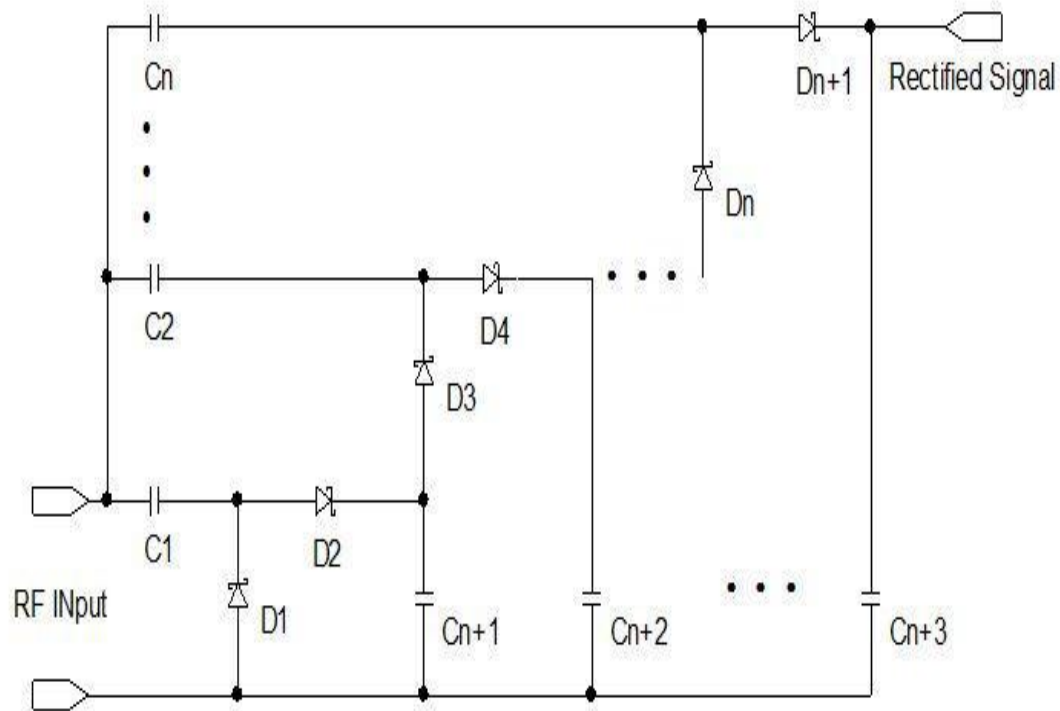 Cn
Dn+1
Rectified Signal
Dn
C2
D4
D3
C1
D2
RF INput
D1
Cn+1
Cn+2
Cn+3